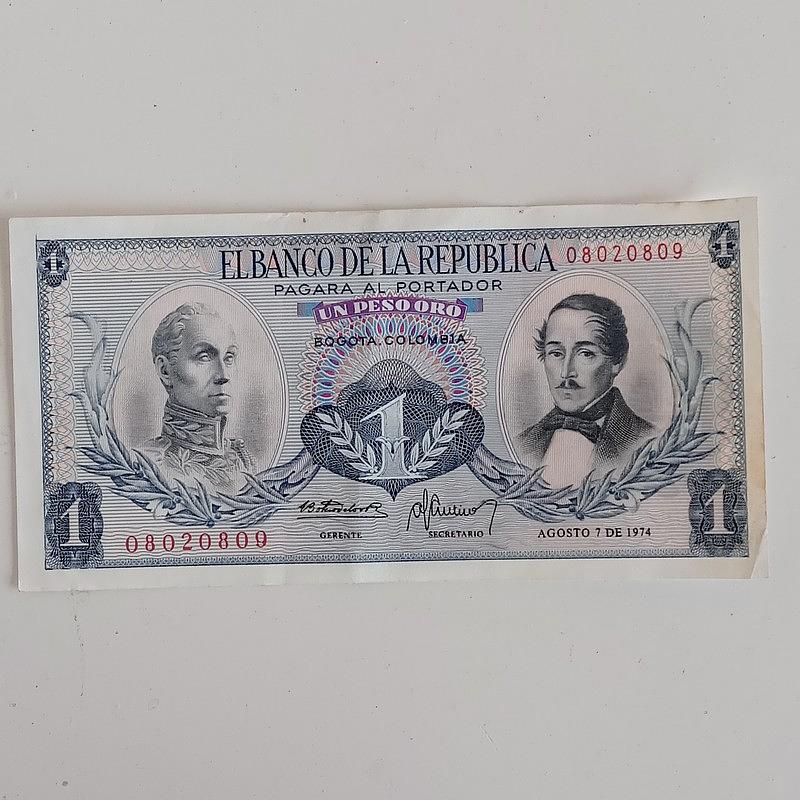 EL BANCO DE LA REPUBLICA 08020809
PAGARA AL PORTADOR
UN PESO ORO
BOGOTA, COLOMBIA
1
1
1
1 1
08020809
GERENTE SECRETARIO AGOSTO 7 DE 1974